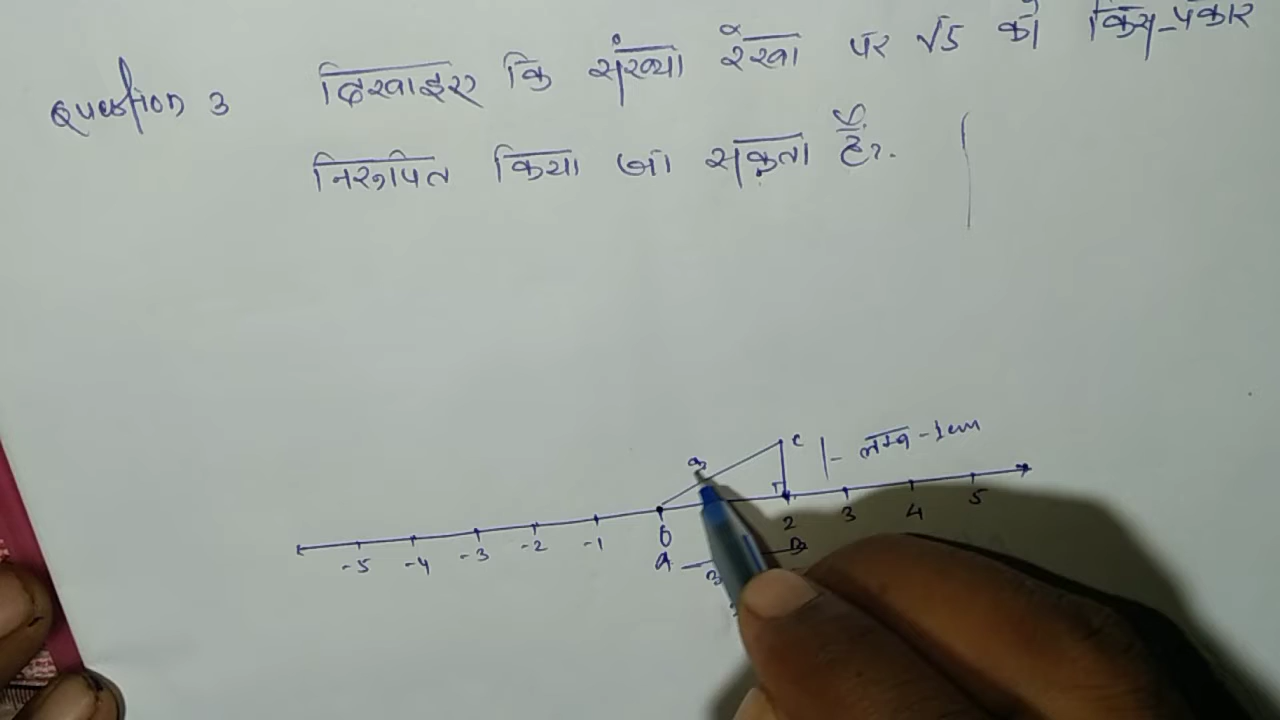 Question 3 दिखाइए कि संख्या रेखा पर √5 को किस प्रकार
निरूपित किया जा सकता है?
C |- लम्ब - 1cm
-5 -4 -3 -2 -1 0 2 3 4 5
A B